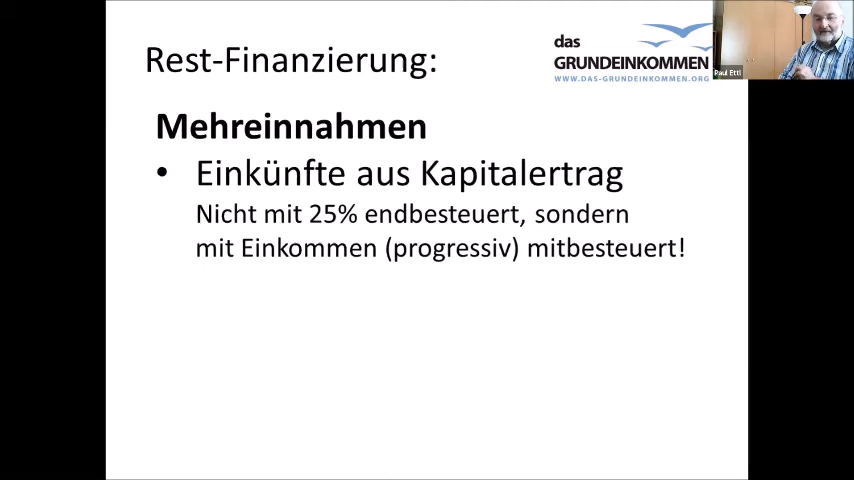 Rest-Finanzierung:
das
GRUNDEINKOMMEN
WWW.DAS-GRUNDEINKOMMEN.ORG
Paul Ettl
Mehreinnahmen
• Einkünfte aus Kapitalertrag
Nicht mit 25% endbesteuert, sondern
mit Einkommen (progressiv) mitbesteuert!